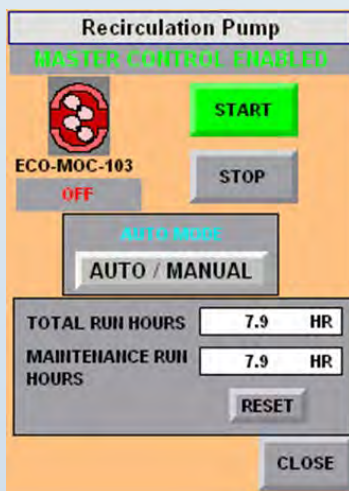 Recirculation Pump
MASTER CONTROL ENABLED
START
ECO-MOC-103
STOP
OFF
AUTO MODE
AUTO / MANUAL
TOTAL RUN HOURS 7.9 HR
MAINTENANCE RUN 7.9 HR
HOURS
RESET
CLOSE